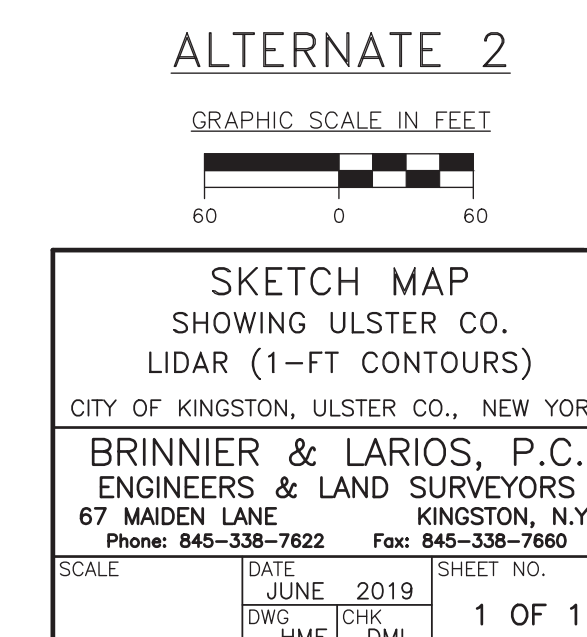 ALTERNATE 2
GRAPHIC SCALE IN FEET
60 0 60
SKETCH MAP
SHOWING ULSTER CO.
LIDAR (1-FT CONTOURS)
CITY OF KINGSTON, ULSTER CO., NEW YOR
BRINNIER & LARIOS, P.C.
ENGINEERS & LAND SURVEYORS
67 MAIDEN LANE KINGSTON, N.Y
Phone: 845-338-7622 Fax: 845-338-7660
SCALE DATE SHEET NO.
JUNE 2019
1 OF 1
DWG CHK
HMF DML